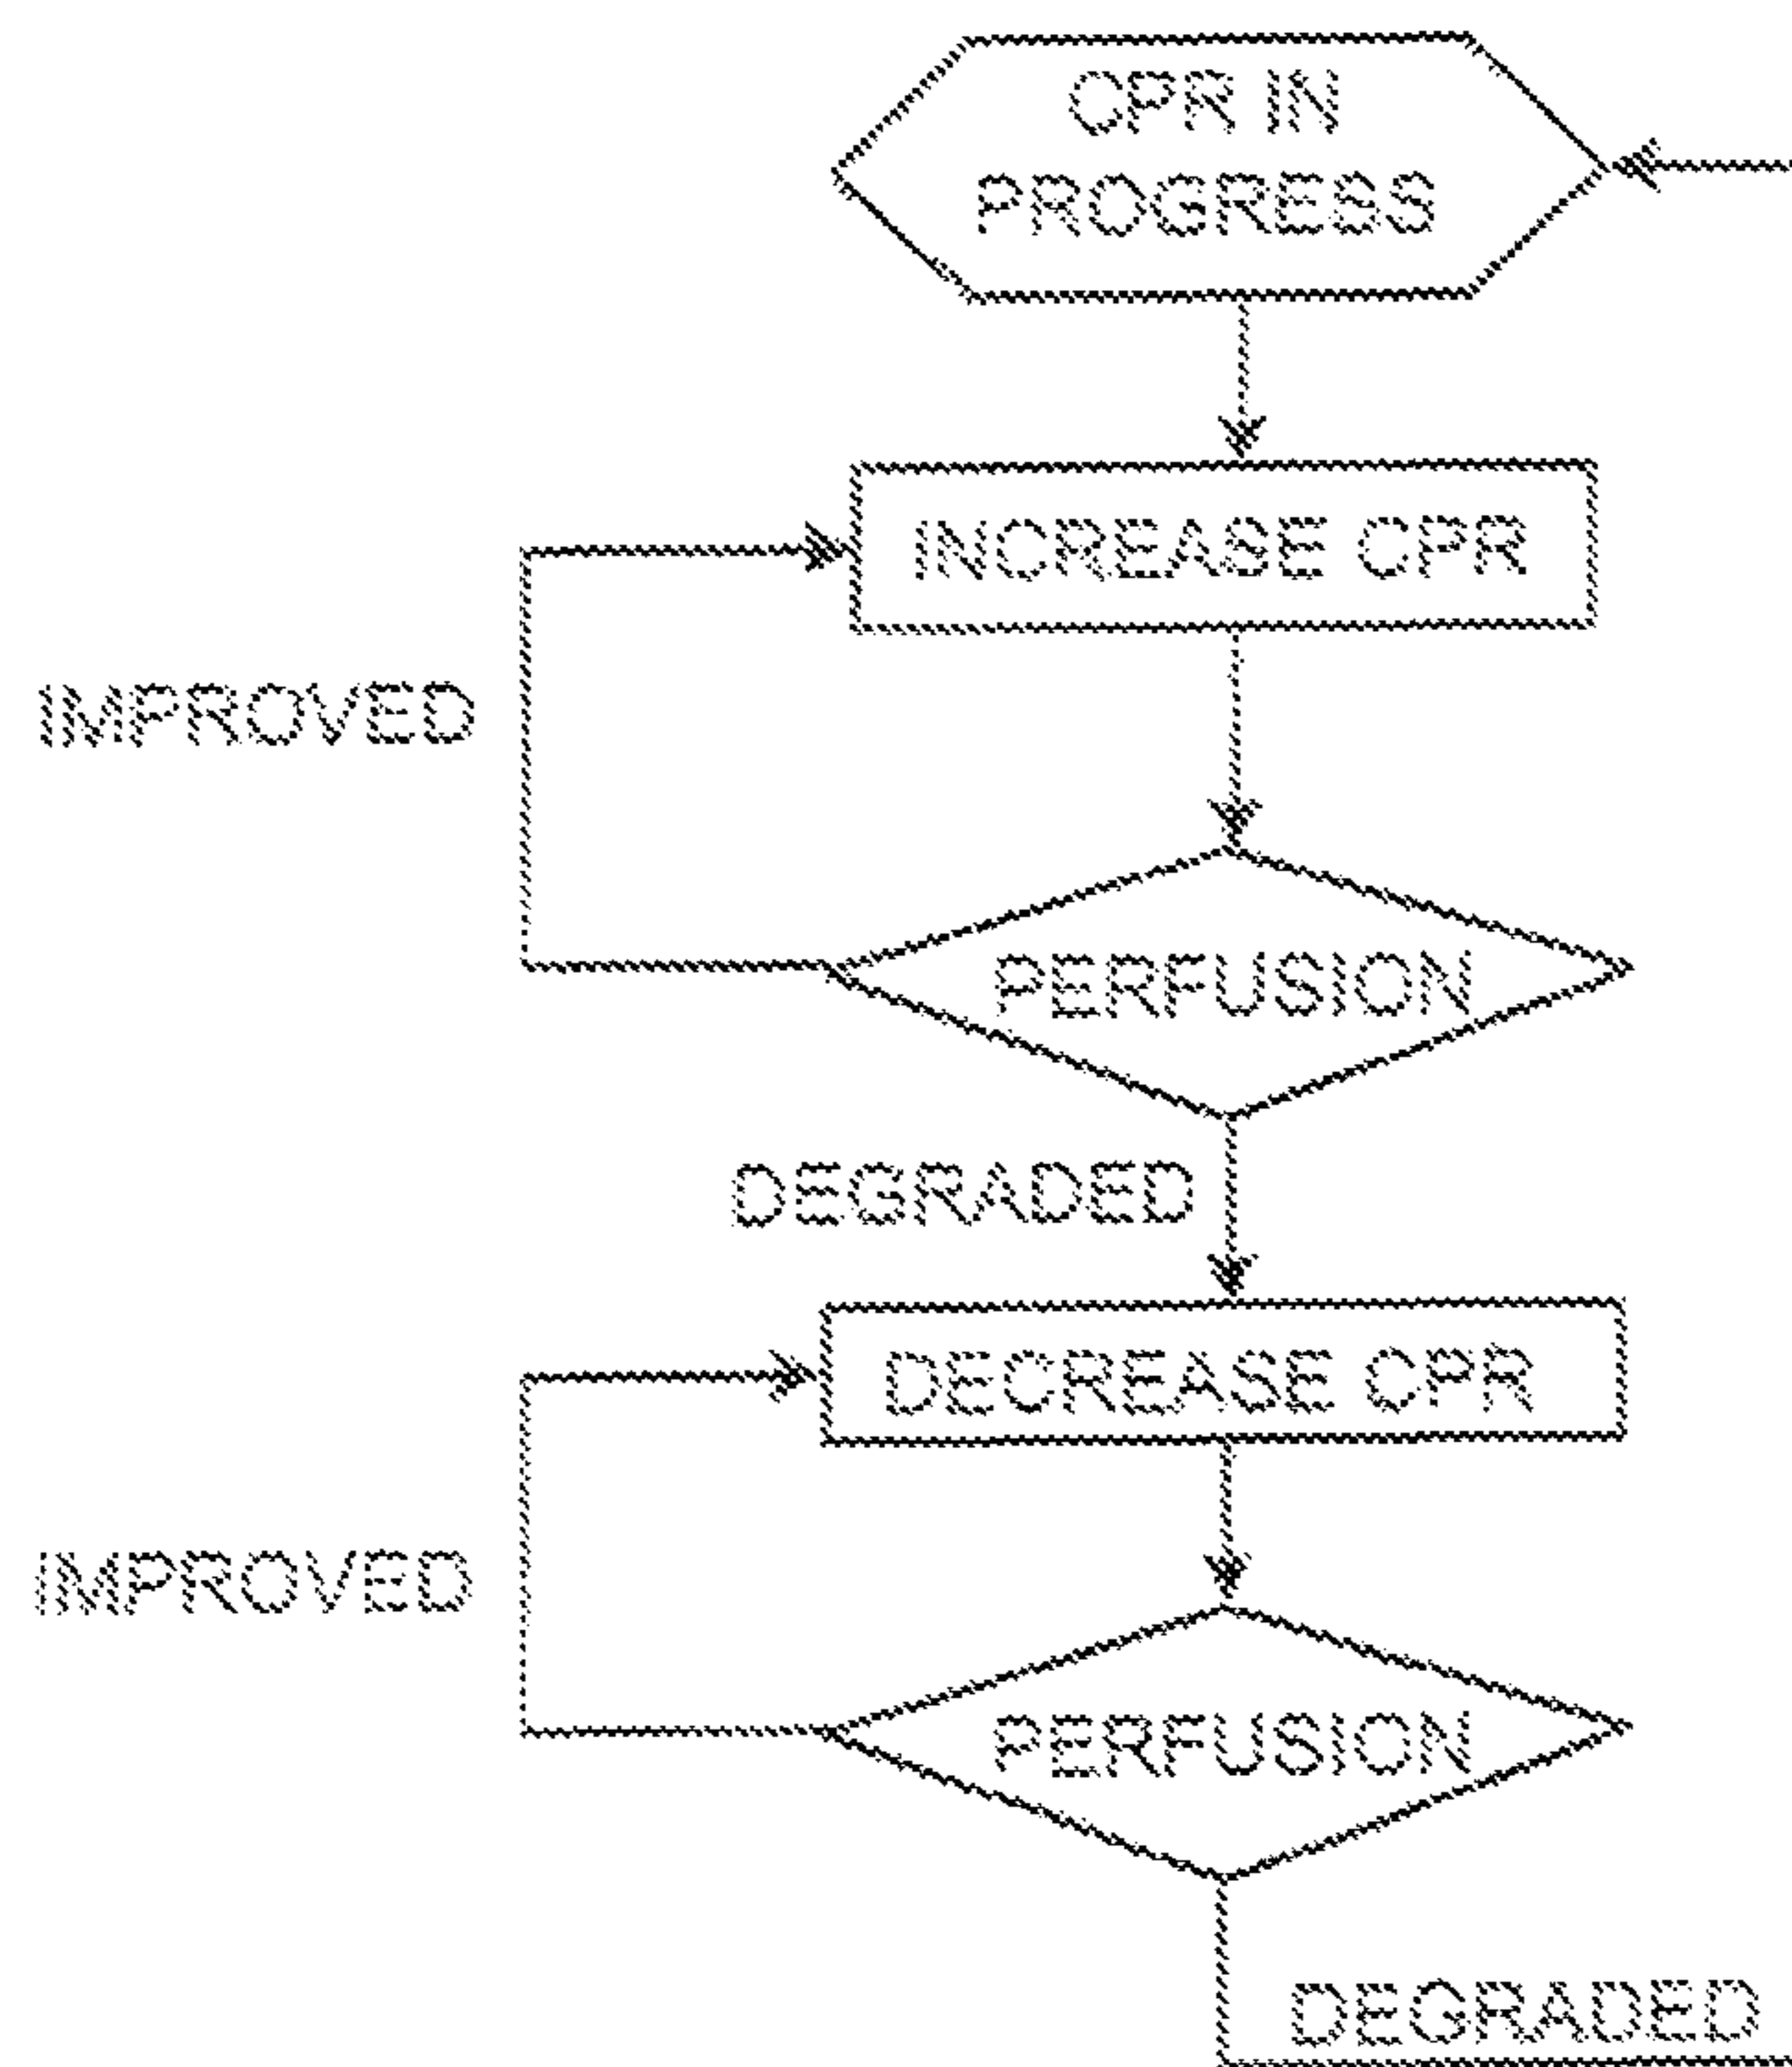 CPR IN
PROGRESS
INCREASE CPR
IMPROVED
PERFUSION
DEGRADED
DECREASE CPR
IMPROVED
PERFUSION
DEGRADED